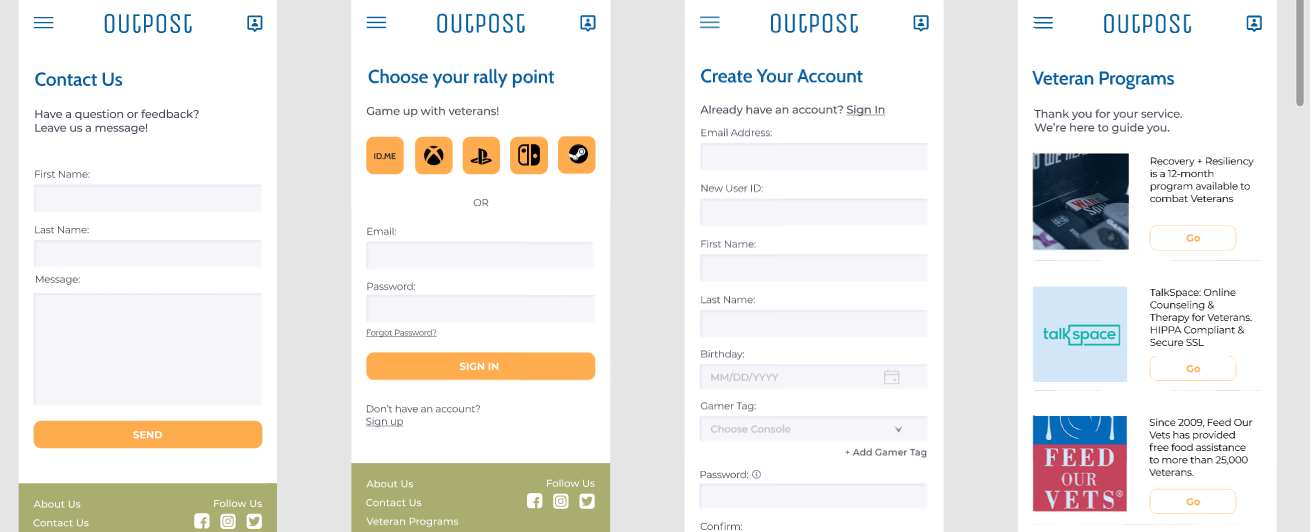 OUTPOST
Contact Us
Have a question or feedback?
Leave us a message!
First Name:
Last Name:
Message:
SEND
About Us
Contact Us
Follow Us
OUTPOST
Choose your rally point
Game up with veterans!
ID.ME
OR
Email:
Password:
Forgot Password?
SIGN IN
Don't have an account?
Sign up
About Us
Contact Us
Veteran Programs
Follow Us
OUTPOST
Create Your Account
Already have an account? Sign In
Email Address:
New User ID:
First Name:
Last Name:
Birthday:
MM/DD/YYYY
Gamer Tag:
Choose Console
+ Add Gamer Tag
Password:
Confirm:
OUTPOST
Veteran Programs
Thank you for your service.
We're here to guide you.
Recovery + Resiliency
is a 12-month
program available to
combat Veterans
Go
talkspace
TalkSpace: Online
Counseling &
Therapy for Veterans.
HIPPA Compliant &
Secure SSL
Go
FEED
OUR
VETS®
Since 2009, Feed Our
Vets has provided
free food assistance
to more than 25,000
Veterans.
Go